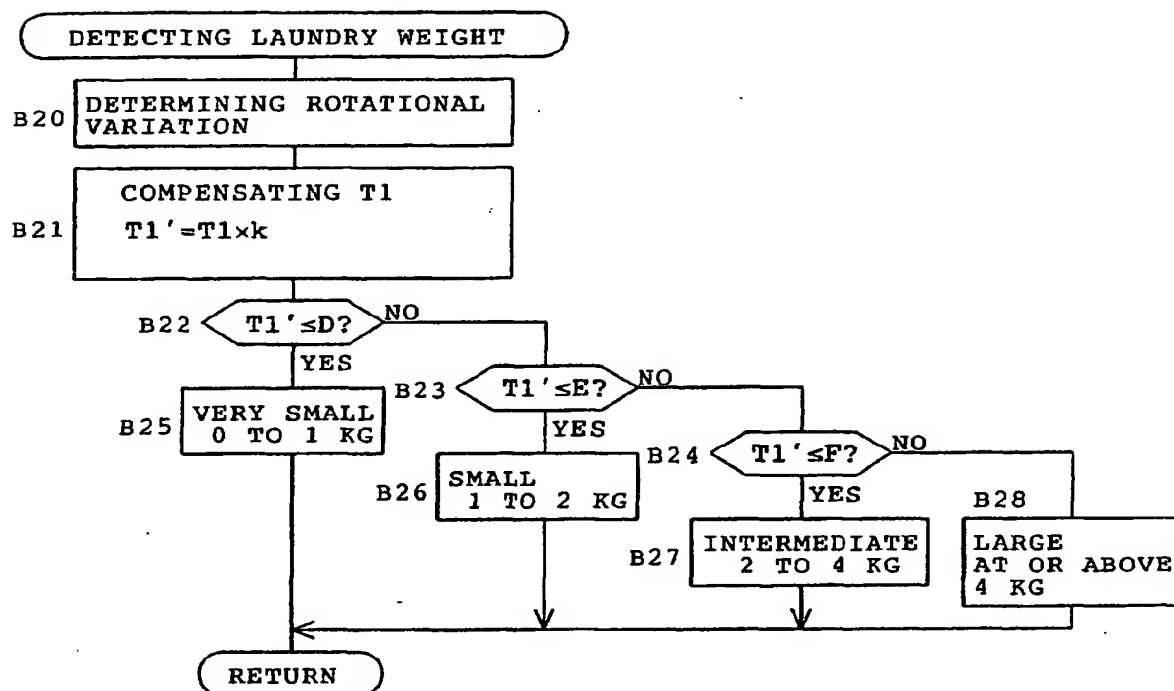 DETECTING LAUNDRY WEIGHT
B20
DETERMINING ROTATIONAL
VARIATION
B21
COMPENSATING T1
T1'=T1×k
B22
T1'≤D?
NO
YES
B23
T1'≤E?
NO
YES
B24
T1'≤F?
NO
YES
B25
VERY SMALL
0 TO 1 KG
B26
SMALL
1 TO 2 KG
B27
INTERMEDIATE
2 TO 4 KG
B28
LARGE
AT OR ABOVE
4 KG
RETURN